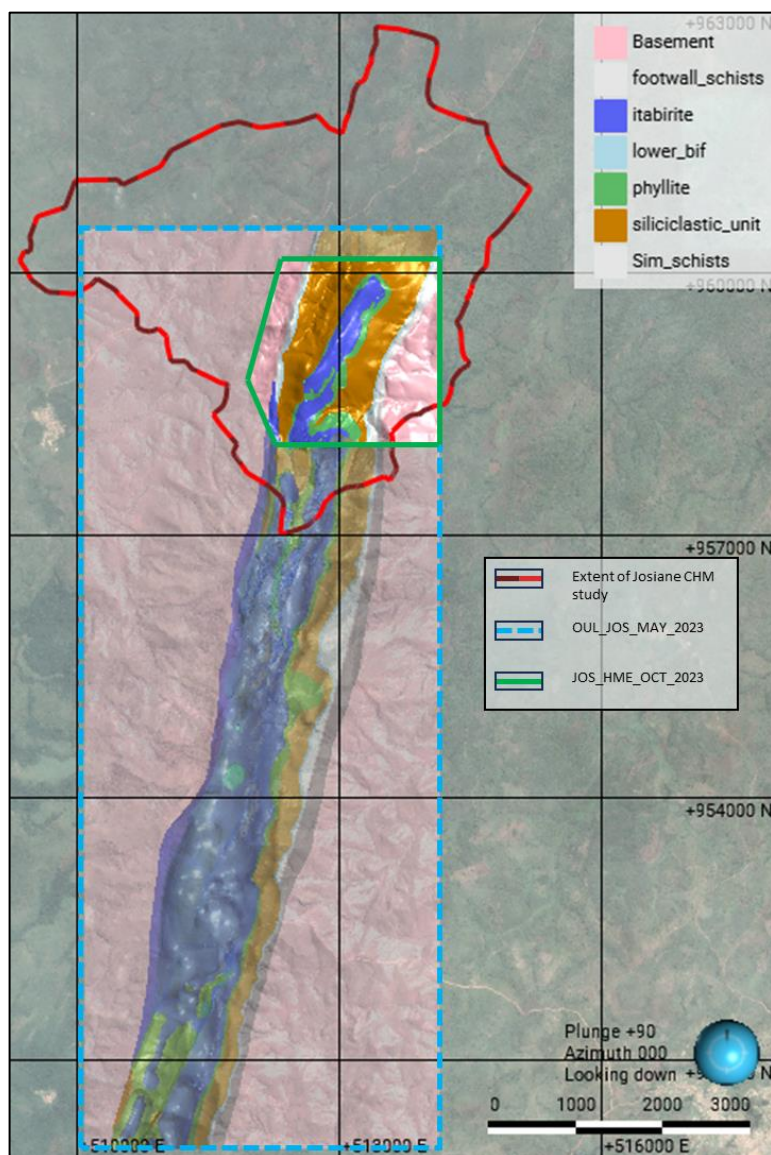 +963000 N
Basement
footwall_schists
itabirite
lower_bif
phyllite
siliciclastic_unit
Sim_schists
+960000 N
+957000 N
Extent of Josiane CHM
study
OUL_JOS_MAY_2023
JOS_HME_OCT_2023
+954000 N
Plunge +90
Azimuth 000
Looking down
0 1000 2000 3000
+510000 E
+513000 E
+516000 E